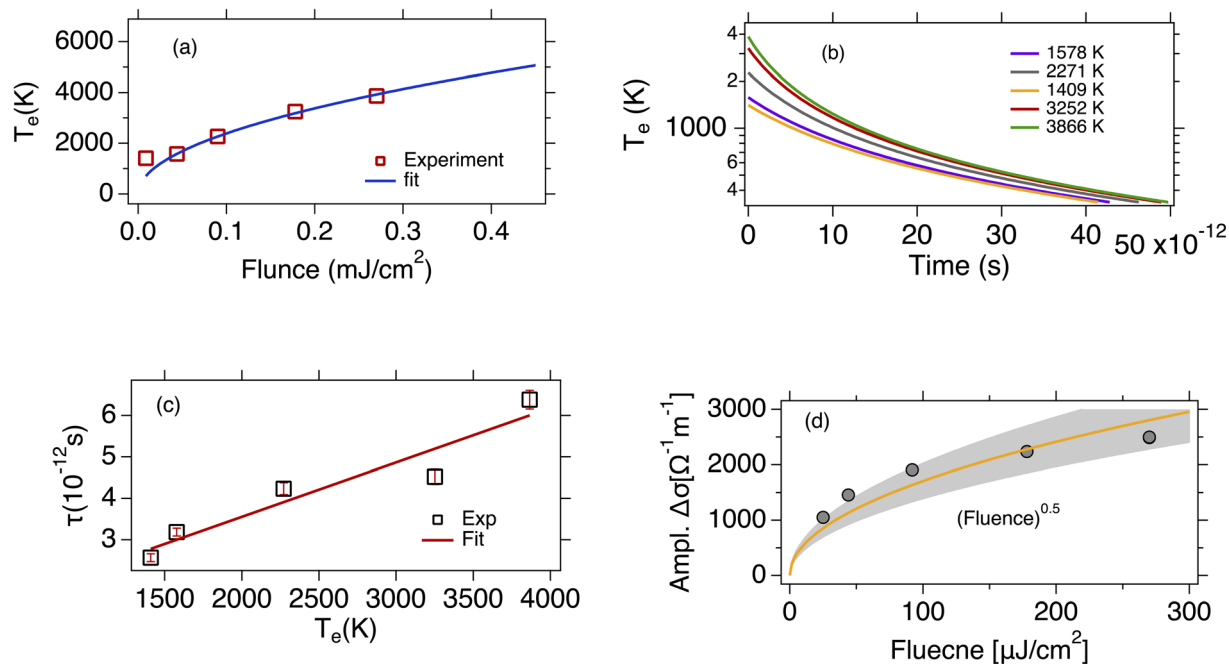 (a)
6000
4000
2000
0
Te(K)
Experiment
fit
0.0 0.1 0.2 0.3 0.4
Flunce (mJ/cm²)
(b)
4
2
1000
6
4
Te (K)
1578 K
2271 K
1409 K
3252 K
3866 K
0 10 20 30 40 50 x10⁻¹²
Time (s)
(c)
6
5
4
3
τ(10⁻¹²s)
Exp
Fit
1500 2000 2500 3000 3500 4000
Te(K)
(d)
3000
2000
1000
0
Ampl. Δσ[Ω⁻¹m⁻¹]
(Fluence)⁰·⁵
0 100 200 300
Fluecne [μJ/cm²]